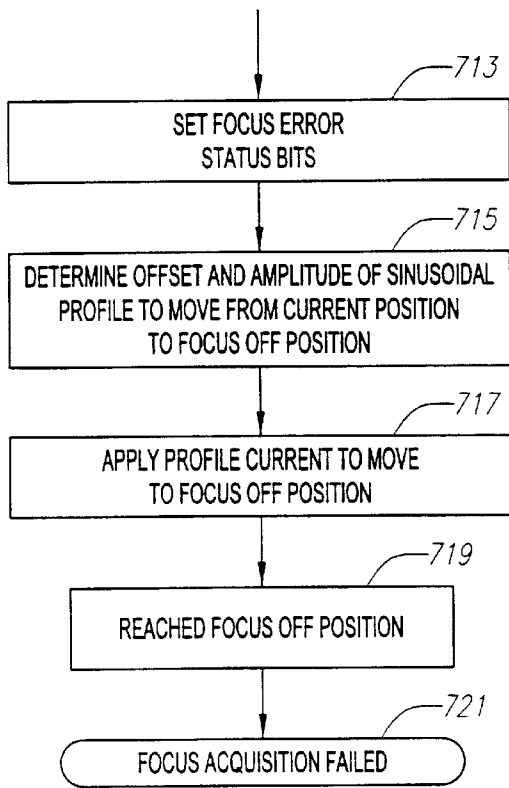 713
SET FOCUS ERROR
STATUS BITS
715
DETERMINE OFFSET AND AMPLITUDE OF SINUSOIDAL
PROFILE TO MOVE FROM CURRENT POSITION
TO FOCUS OFF POSITION
717
APPLY PROFILE CURRENT TO MOVE
TO FOCUS OFF POSITION
719
REACHED FOCUS OFF POSITION
721
FOCUS ACQUISITION FAILED